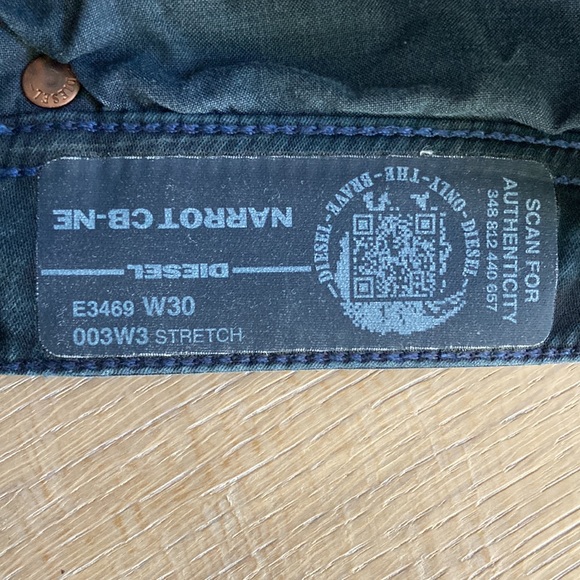 NARROT CB-NE
DIESEL
E3469 W30
003W3 STRETCH
DIESEL-ONLY-THE-BRAVE-DIESEL
SCAN FOR
AUTHENTICITY
348 812 440 657